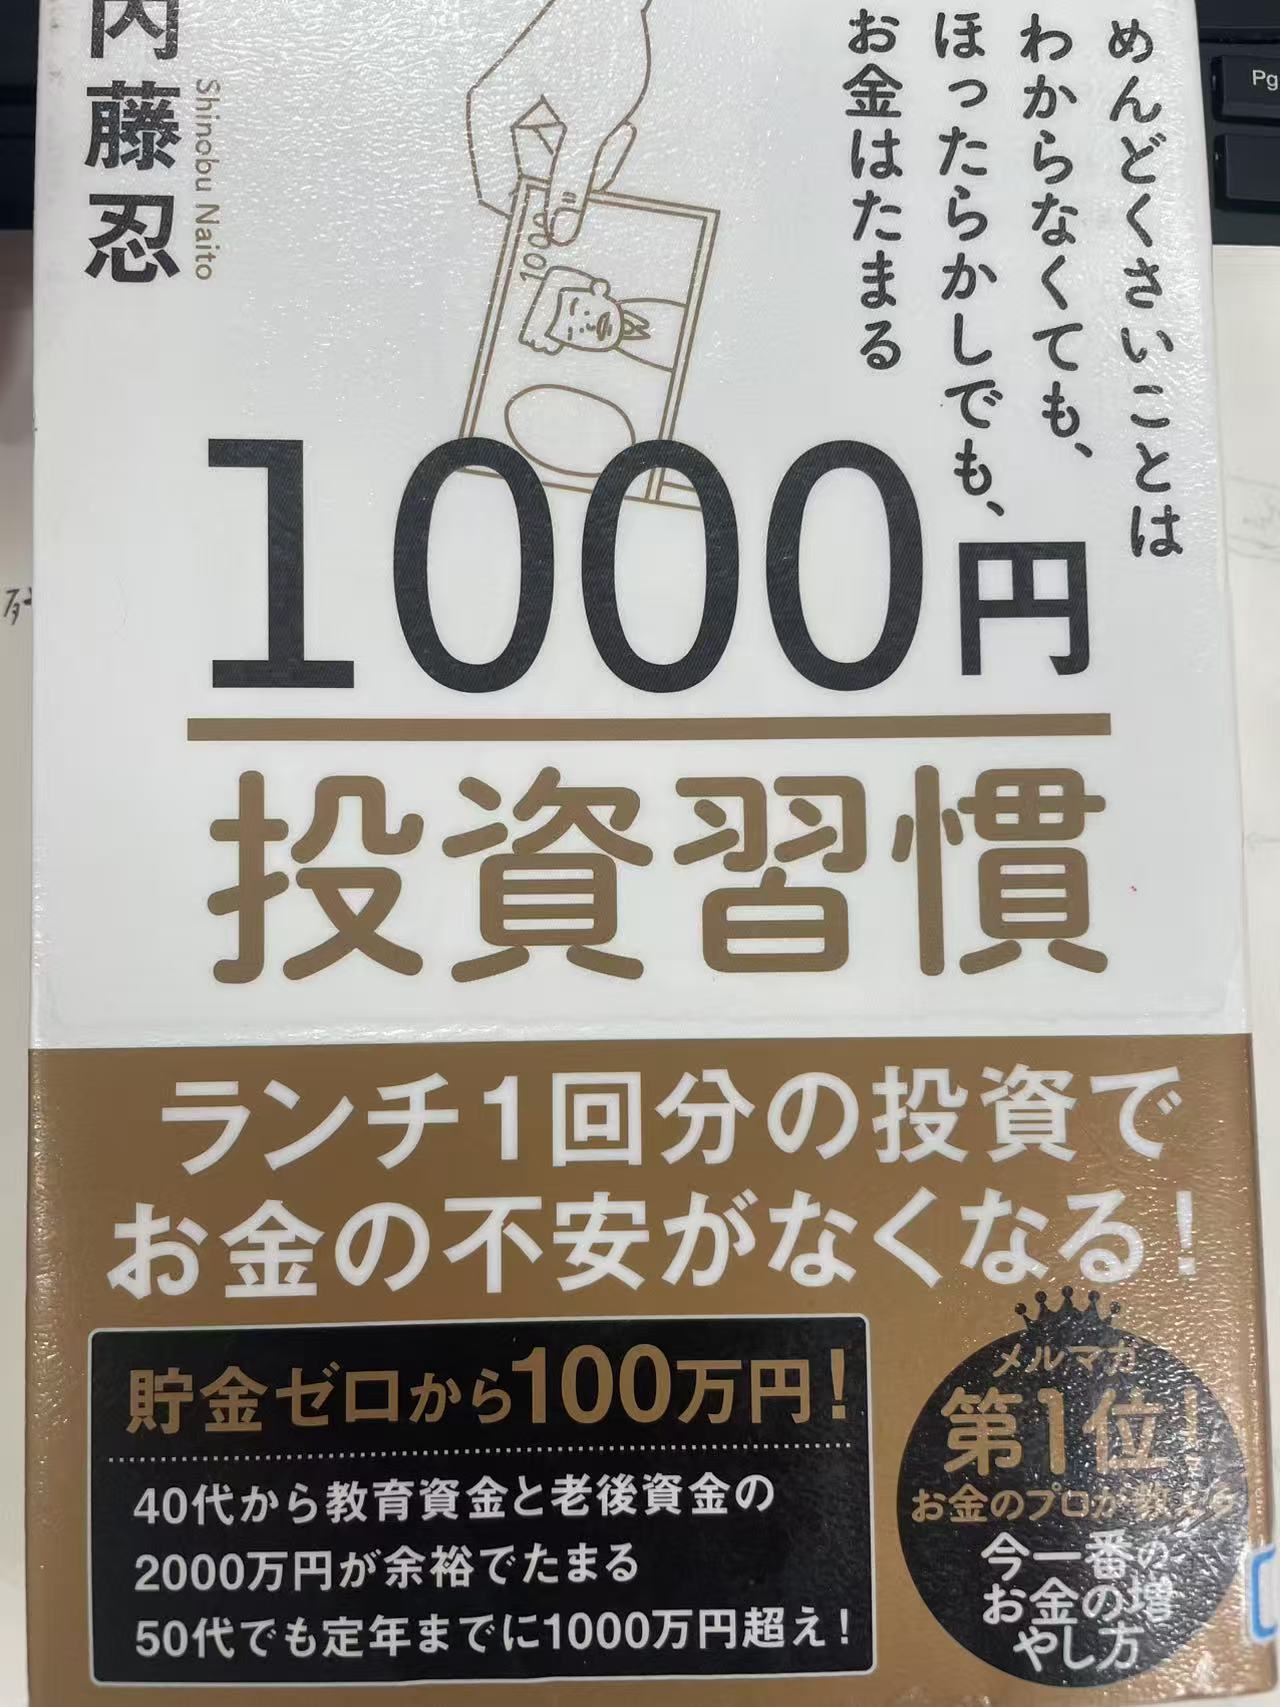 めんどくさいことは
わからなくても、
ほったらかしでも、
お金はたまる
内藤忍
Shinobu Naito
1000円
投資習慣
ランチ1回分の投資で
お金の不安がなくなる!
貯金ゼロから100万円!
40代から教育資金と老後資金の
2000万円が余裕でたまる
50代でも定年までに1000万円超え!
メルマガ
第1位!
お金のプロが教える
今一番の
お金の増
やし方
Pg